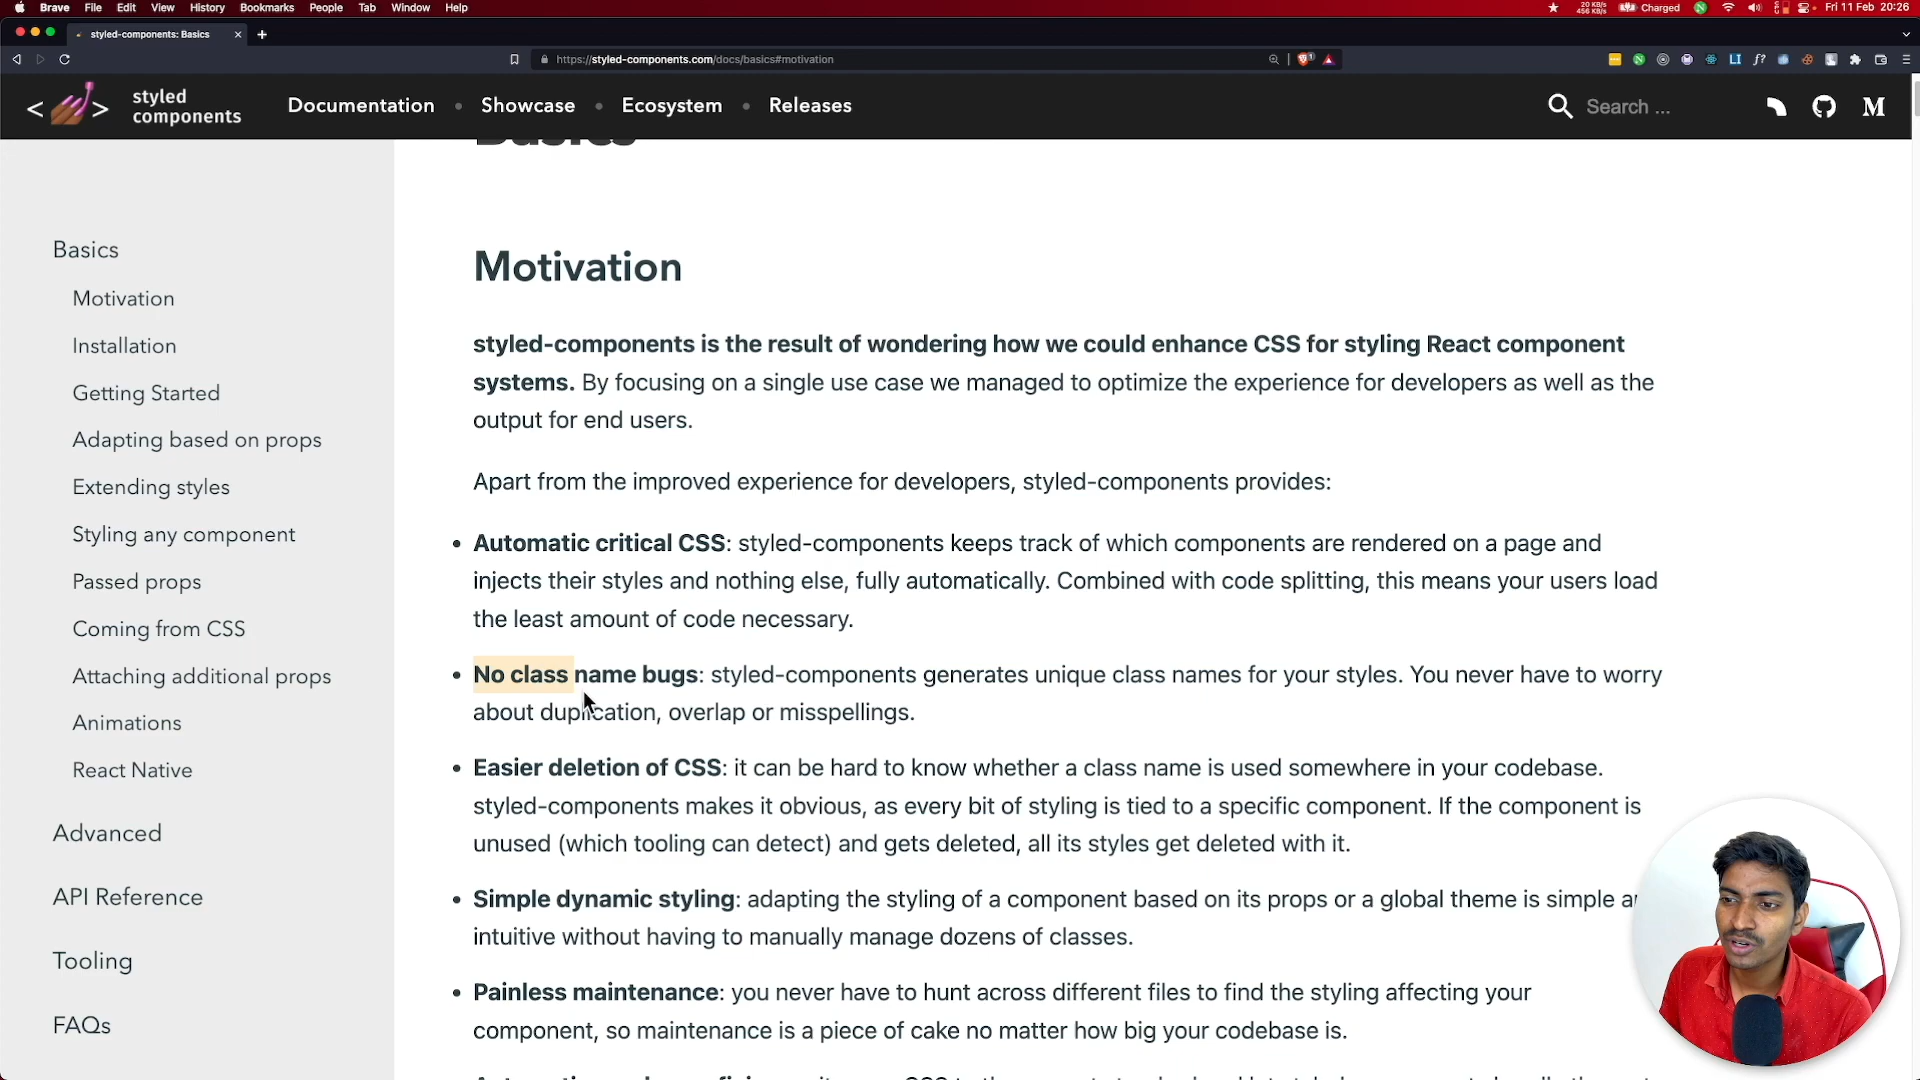 Brave File Edit View History Bookmarks People Tab Window Help
20 KB/s
456 KB/s
Charged
Fri 11 Feb 20:26
styled-components: Basics
https://styled-components.com/docs/basics#motivation
styled
components
Documentation • Showcase • Ecosystem • Releases
Search ...
Basics
Basics
Motivation
Installation
Getting Started
Adapting based on props
Extending styles
Styling any component
Passed props
Coming from CSS
Attaching additional props
Animations
React Native
Advanced
API Reference
Tooling
FAQs
Motivation
styled-components is the result of wondering how we could enhance CSS for styling React component
systems. By focusing on a single use case we managed to optimize the experience for developers as well as the
output for end users.
Apart from the improved experience for developers, styled-components provides:
• Automatic critical CSS: styled-components keeps track of which components are rendered on a page and
injects their styles and nothing else, fully automatically. Combined with code splitting, this means your users load
the least amount of code necessary.
• No class name bugs: styled-components generates unique class names for your styles. You never have to worry
about duplication, overlap or misspellings.
• Easier deletion of CSS: it can be hard to know whether a class name is used somewhere in your codebase.
styled-components makes it obvious, as every bit of styling is tied to a specific component. If the component is
unused (which tooling can detect) and gets deleted, all its styles get deleted with it.
• Simple dynamic styling: adapting the styling of a component based on its props or a global theme is simple
intuitive without having to manually manage dozens of classes.
• Painless maintenance: you never have to hunt across different files to find the styling affecting your
component, so maintenance is a piece of cake no matter how big your codebase is.